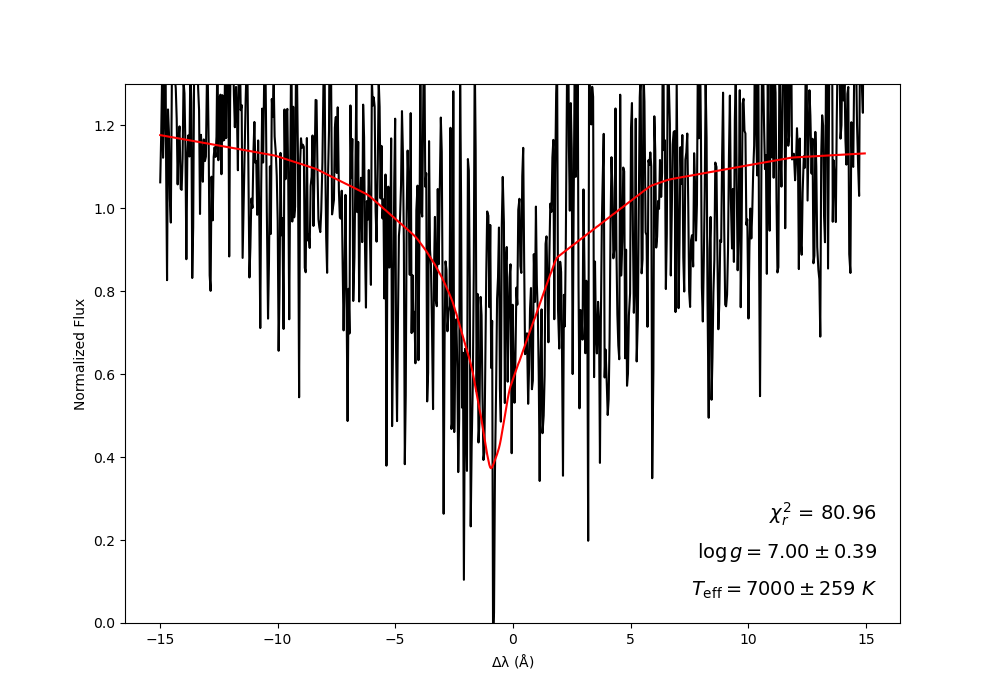 1.2
1.0
0.8
0.6
0.4
0.2
0.0
Normalized Flux
χ²ᵣ = 80.96
log g = 7.00 ± 0.39
T_eff = 7000 ± 259 K
−15 −10 −5 0 5 10 15
Δλ (Å)